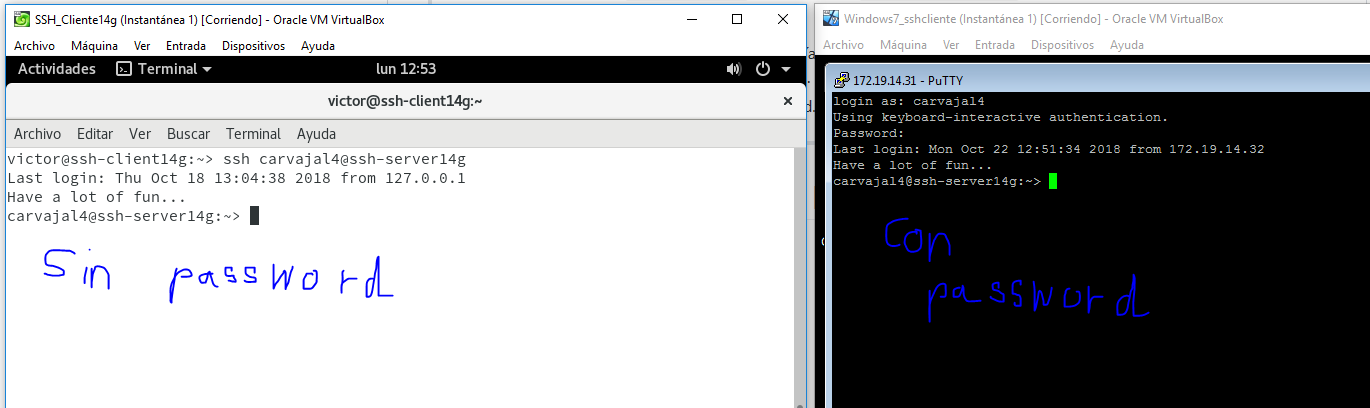 SSH_Cliente14g (Instantánea 1) [Corriendo] - Oracle VM VirtualBox
Archivo Máquina Ver Entrada Dispositivos Ayuda
Actividades Terminal lun 12:53
victor@ssh-client14g:~
Archivo Editar Ver Buscar Terminal Ayuda
victor@ssh-client14g:~> ssh carvajal4@ssh-server14g
Last login: Thu Oct 18 13:04:38 2018 from 127.0.0.1
Have a lot of fun...
carvajal4@ssh-server14g:~>
Sin password
Windows7_sshcliente (Instantánea 1) [Corriendo] - Oracle VM VirtualBox
Archivo Máquina Ver Entrada Dispositivos Ayuda
172.19.14.31 - PuTTY
login as: carvajal4
Using keyboard-interactive authentication.
Password:
Last login: Mon Oct 22 12:51:34 2018 from 172.19.14.32
Have a lot of fun...
carvajal4@ssh-server14g:~>
Con
password